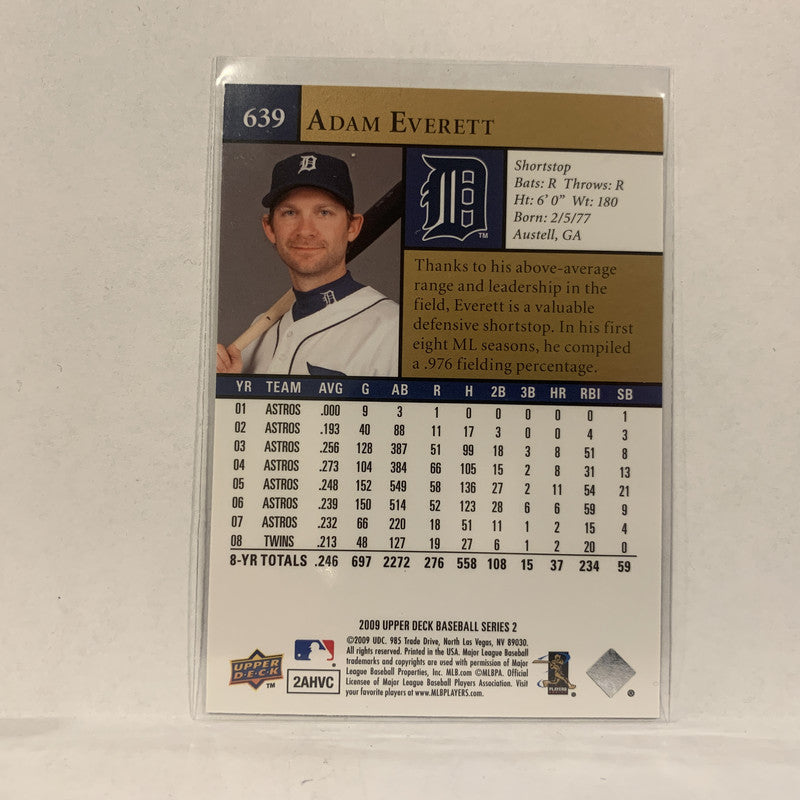 639 ADAM EVERETT
D
D
D
TM
Shortstop
Bats: R Throws: R
Ht: 6' 0" Wt: 180
Born: 2/5/77
Austell, GA
Thanks to his above-average
range and leadership in the
field, Everett is a valuable
defensive shortstop. In his first
eight ML seasons, he compiled
a .976 fielding percentage.
YR TEAM AVG G AB R H 2B 3B HR RBI SB
01 ASTROS .000 9 3 1 0 0 0 0 0 1
02 ASTROS .193 40 88 11 17 3 0 0 4 3
03 ASTROS .256 128 387 51 99 18 3 8 51 8
04 ASTROS .273 104 384 66 105 15 2 8 31 13
05 ASTROS .248 152 549 58 136 27 2 11 54 21
06 ASTROS .239 150 514 52 123 28 6 6 59 9
07 ASTROS .232 66 220 18 51 11 1 2 15 4
08 TWINS .213 48 127 19 27 6 1 2 20 0
8-YR TOTALS .246 697 2272 276 558 108 15 37 234 59
2009 UPPER DECK BASEBALL SERIES 2
©2009 UDC. 985 Trade Drive, North Las Vegas, NV 89030.
All rights reserved. Printed in the USA. Major League Baseball
trademarks and copyrights are used with permission of Major
League Baseball Properties, Inc. MLB.com ©MLBPA. Official
Licensee of Major League Baseball Players Association. Visit
your favorite players at www.MLBPLAYERS.com.
UPPER
DECK
TM
2AHVC
PLAYERS
®